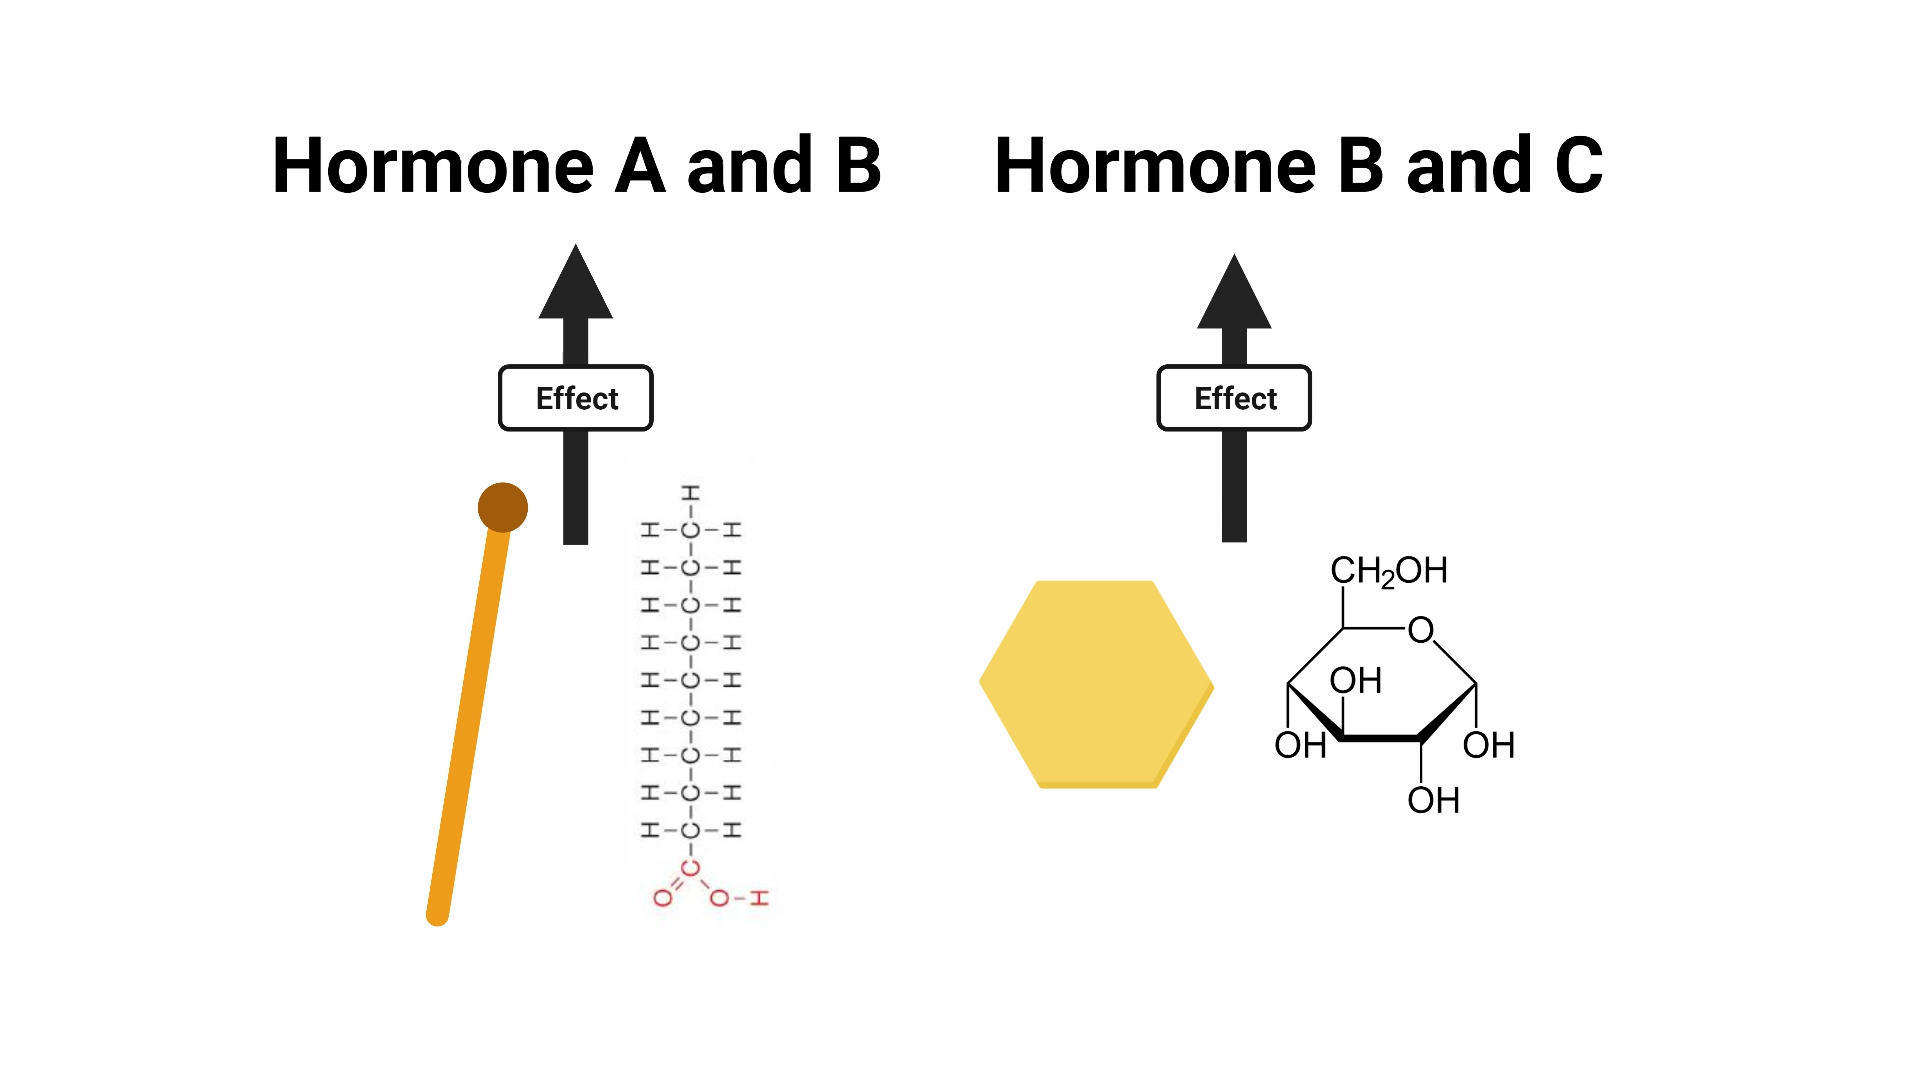 Hormone A and B
Effect
H
H-C-H
H-C-H
H-C-H
H-C-H
H-C-H
H-C-H
H-C-H
H-C-H
H-C-H
C
O O-H
Hormone B and C
Effect
CH₂OH
O
OH
OH OH
OH